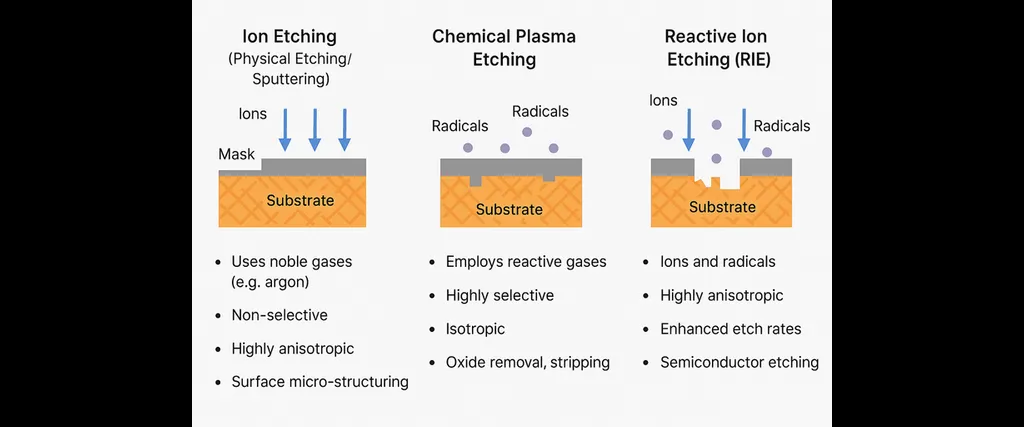 Ion Etching
(Physical Etching/
Sputtering)
Ions
Mask
Substrate
• Uses noble gases
(e.g. argon)
• Non-selective
• Highly anisotropic
• Surface micro-structuring
Chemical Plasma
Etching
Radicals
Radicals
Substrate
• Employs reactive gases
• Highly selective
• Isotropic
• Oxide removal, stripping
Reactive Ion
Etching (RIE)
Ions
Radicals
Substrate
• Ions and radicals
• Highly anisotropic
• Enhanced etch rates
• Semiconductor etching